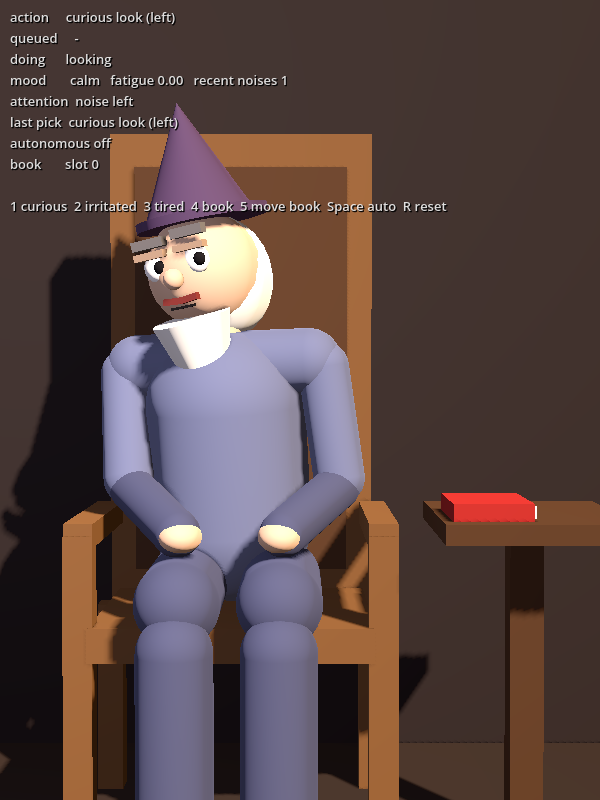 action curious look (left)
queued -
doing looking
mood calm fatigue 0.00 recent noises 1
attention noise left
last pick curious look (left)
autonomous off
book slot 0
1 curious 2 irritated 3 tired 4 book 5 move book Space auto R reset